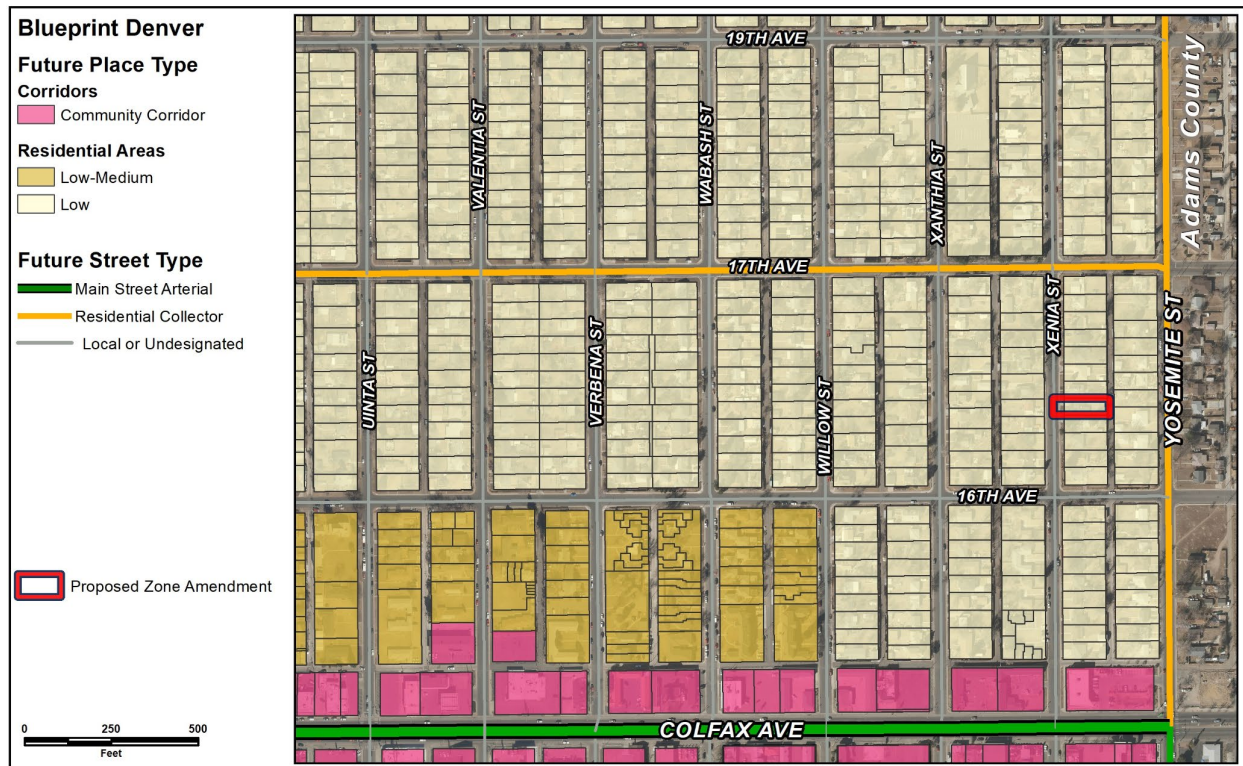 Blueprint Denver
Future Place Type
Corridors
Community Corridor
Residential Areas
Low-Medium
Low
Future Street Type
Main Street Arterial
Residential Collector
Local or Undesignated
Proposed Zone Amendment
0 250 500
Feet
19TH AVE
VALENTIA ST
WABASH ST
XANTHIA ST
Adams County
17TH AVE
UINTA ST
VERBENA ST
WILLOW ST
XENIA ST
YOSEMITE ST
16TH AVE
COLFAX AVE